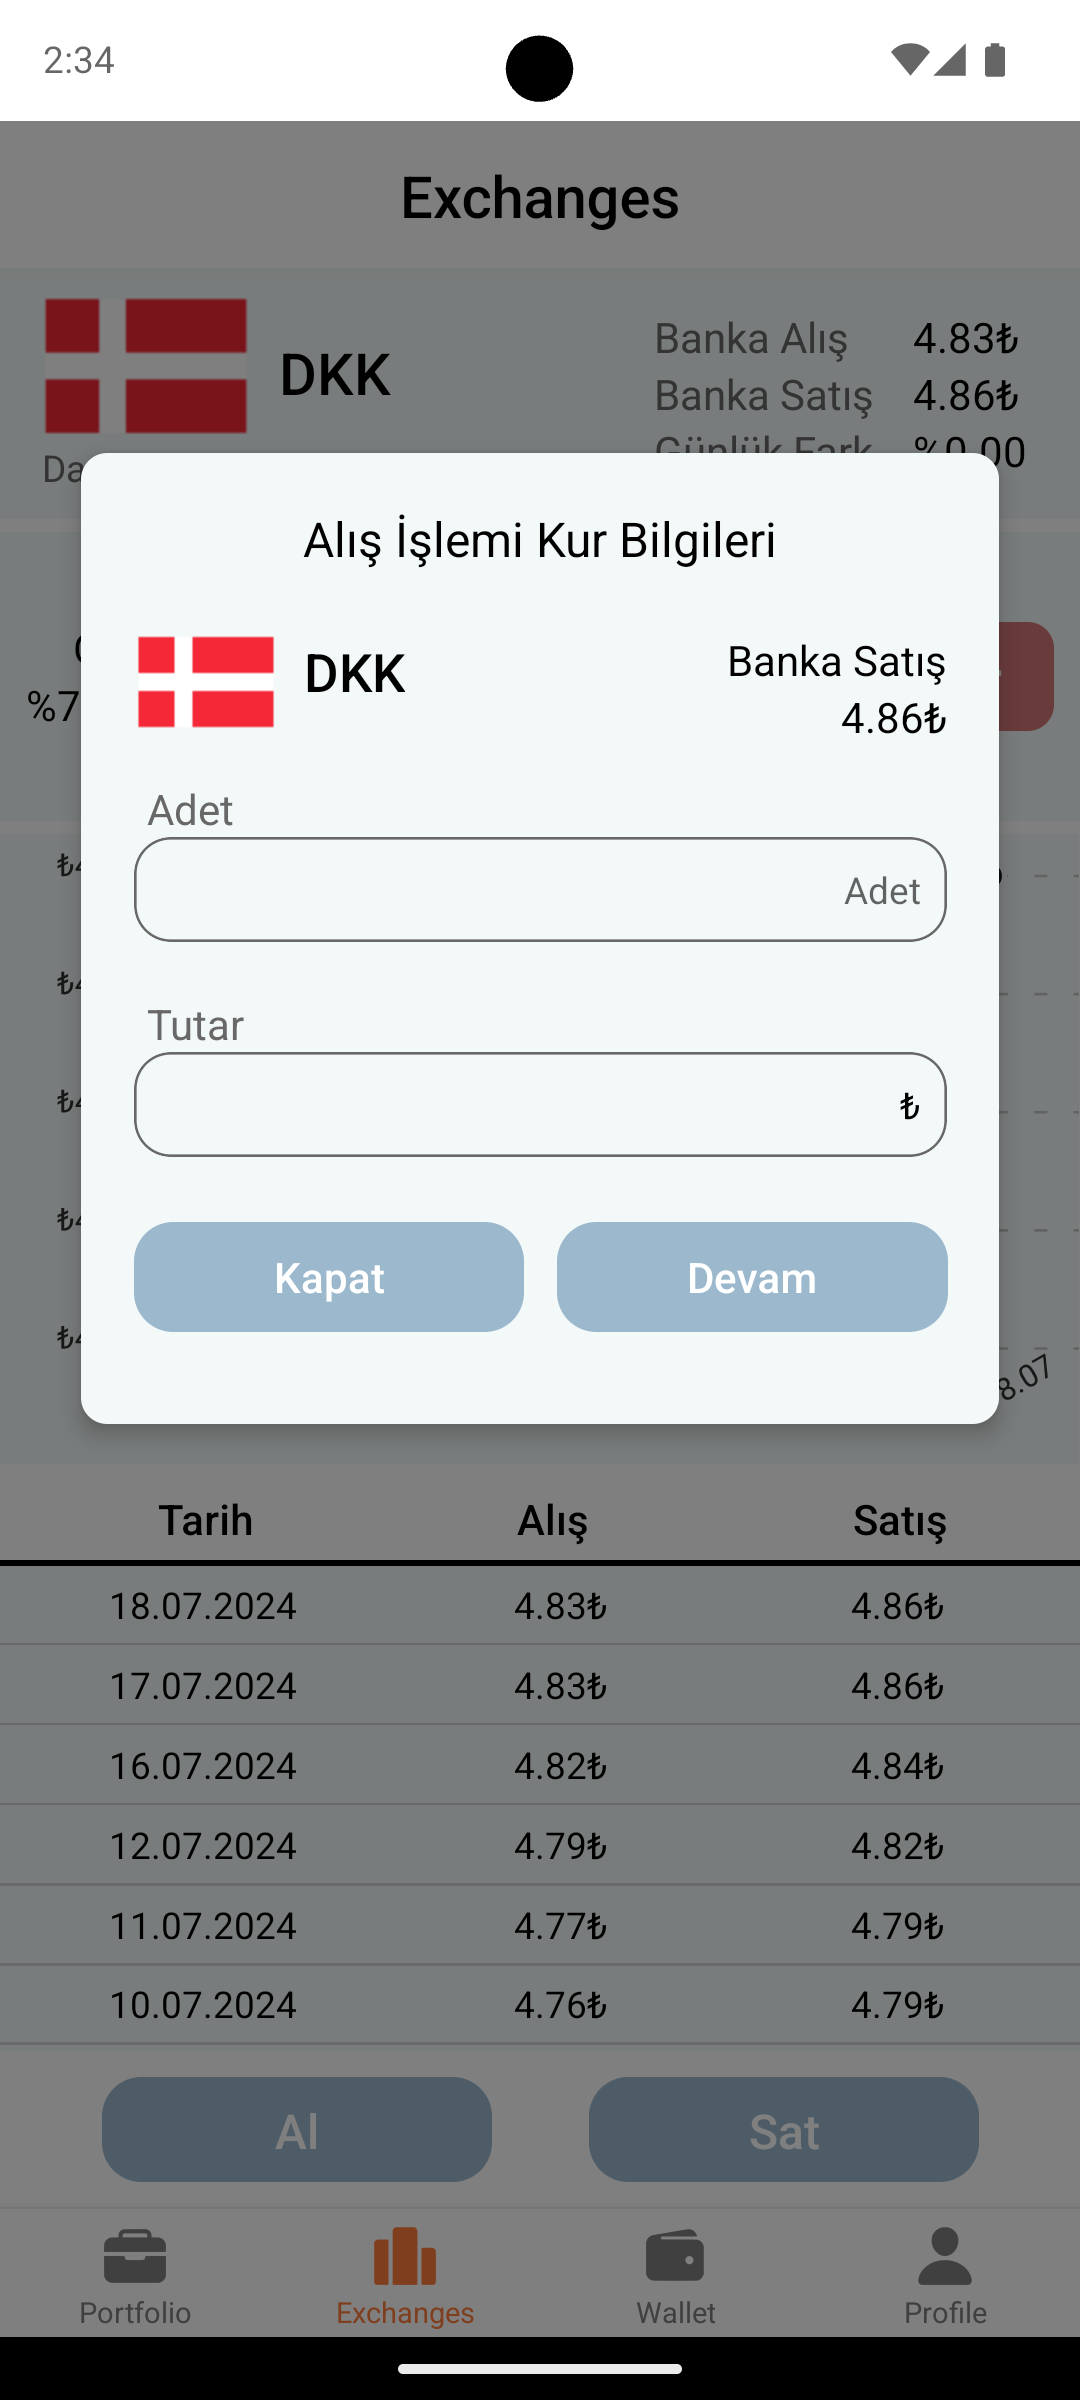 2:34
Exchanges
DKK
Banka Alış 4.83₺
Banka Satış 4.86₺
Günlük Fark %0.00
Alış İşlemi Kur Bilgileri
DKK
Banka Satış
4.86₺
Adet
Adet
Tutar
₺
Kapat Devam
8.07
Tarih Alış Satış
18.07.2024 4.83₺ 4.86₺
17.07.2024 4.83₺ 4.86₺
16.07.2024 4.82₺ 4.84₺
12.07.2024 4.79₺ 4.82₺
11.07.2024 4.77₺ 4.79₺
10.07.2024 4.76₺ 4.79₺
Al Sat
Portfolio Exchanges Wallet Profile